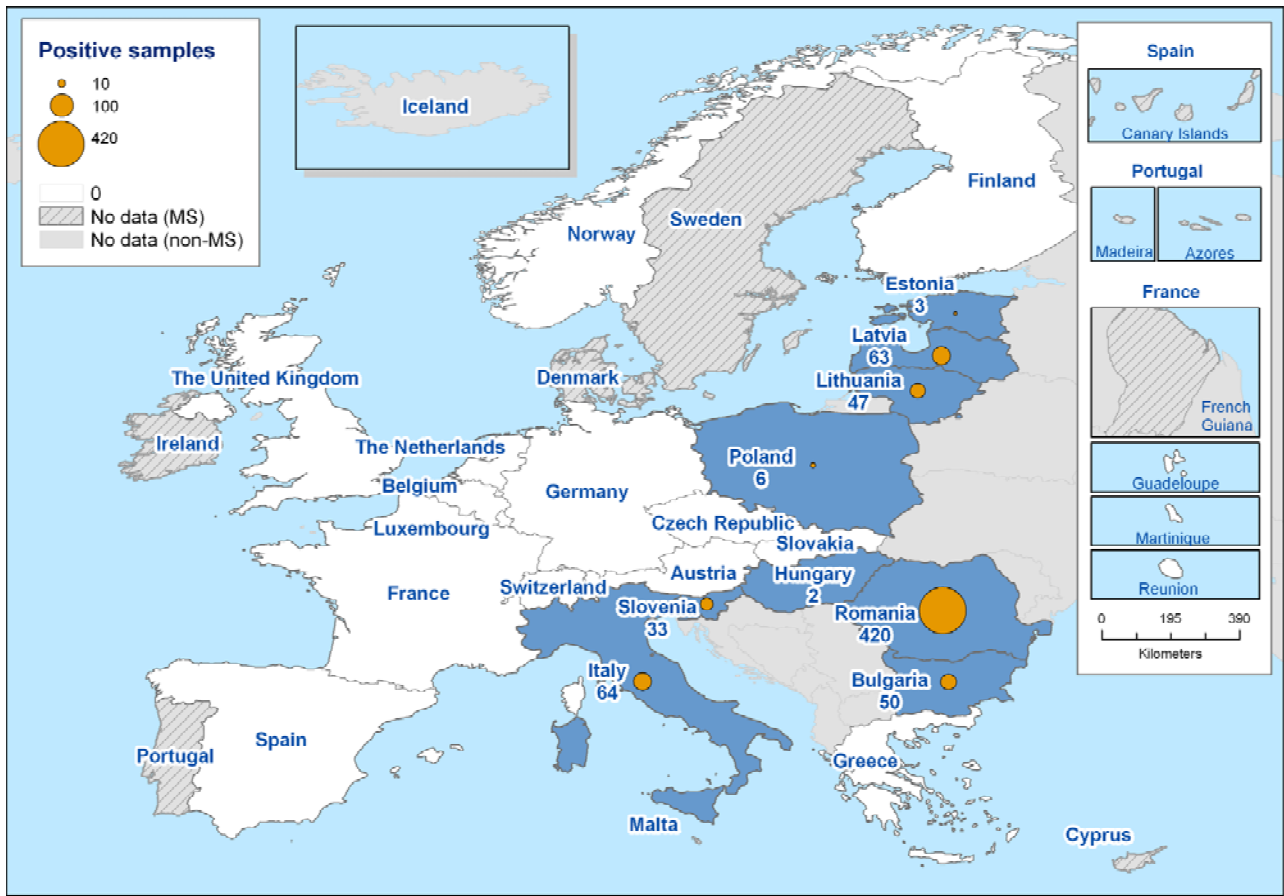 Positive samples
10
100
420
0
No data (MS)
No data (non-MS)
Iceland
Spain
Canary Islands
Portugal
Madeira
Azores
France
French
Guiana
Guadeloupe
Martinique
Reunion
0 195 390
Kilometers
Finland
Norway
Sweden
Estonia
3
Latvia
63
Lithuania
47
Denmark
The United Kingdom
Ireland
The Netherlands
Belgium
Luxembourg
Germany
Poland
6
Czech Republic
Slovakia
Austria
Hungary
2
France
Switzerland
Slovenia
33
Romania
420
Italy
64
Bulgaria
50
Portugal
Spain
Greece
Malta
Cyprus